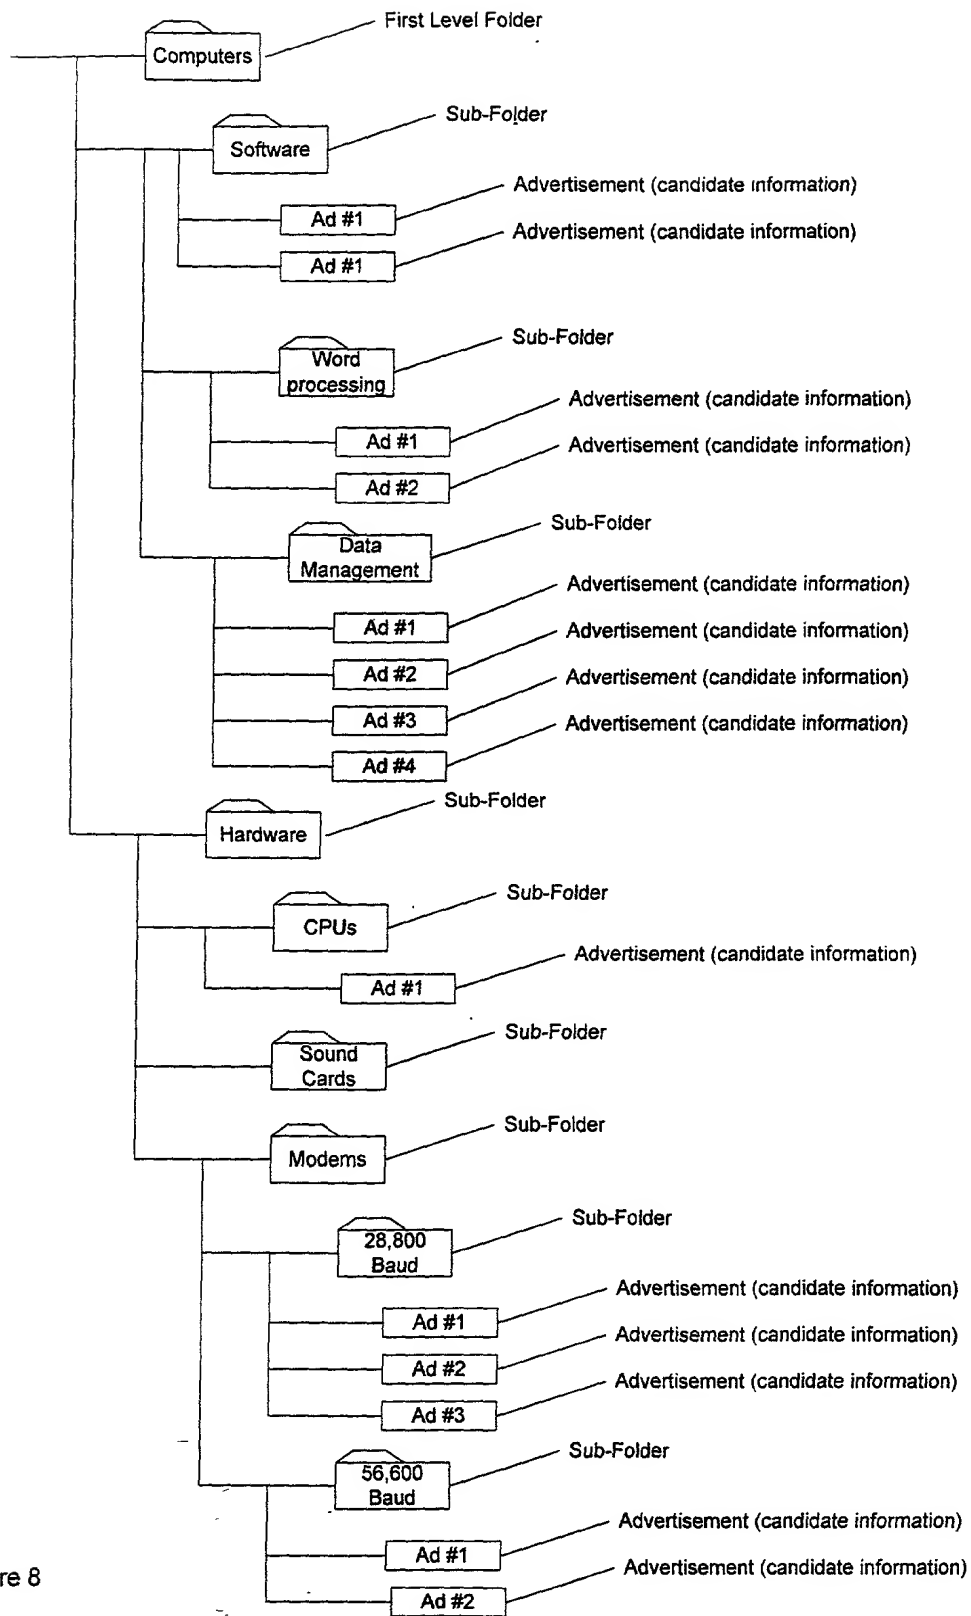 First Level Folder
Computers
Sub-Folder
Software
Advertisement (candidate information)
Ad #1
Advertisement (candidate information)
Ad #1
Sub-Folder
Word
processing
Advertisement (candidate information)
Ad #1
Advertisement (candidate information)
Ad #2
Sub-Folder
Data
Management
Advertisement (candidate information)
Ad #1
Advertisement (candidate information)
Ad #2
Advertisement (candidate information)
Ad #3
Advertisement (candidate information)
Ad #4
Sub-Folder
Hardware
Sub-Folder
CPUs
Advertisement (candidate information)
Ad #1
Sub-Folder
Sound
Cards
Sub-Folder
Modems
Sub-Folder
28,800
Baud
Advertisement (candidate information)
Ad #1
Advertisement (candidate information)
Ad #2
Advertisement (candidate information)
Ad #3
Sub-Folder
56,600
Baud
Advertisement (candidate information)
Ad #1
Advertisement (candidate information)
Ad #2
re 8